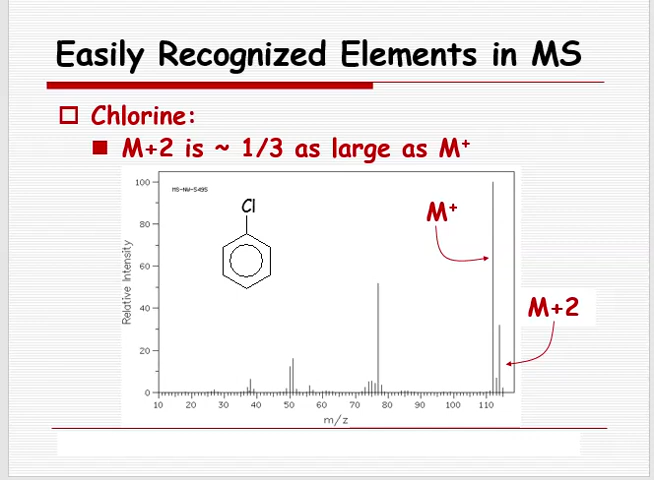 Easily Recognized Elements in MS
Chlorine:
M+2 is ~ 1/3 as large as M⁺
MS-NW-5495
Cl
M⁺
M+2
100
80
60
40
20
0
Relative Intensity
10 20 30 40 50 60 70 80 90 100 110
m/z